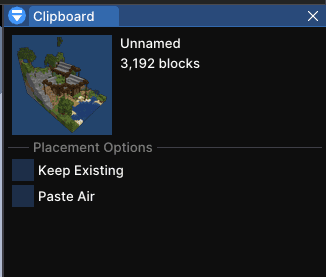 Clipboard
Unnamed
3,192 blocks
Placement Options
Keep Existing
Paste Air